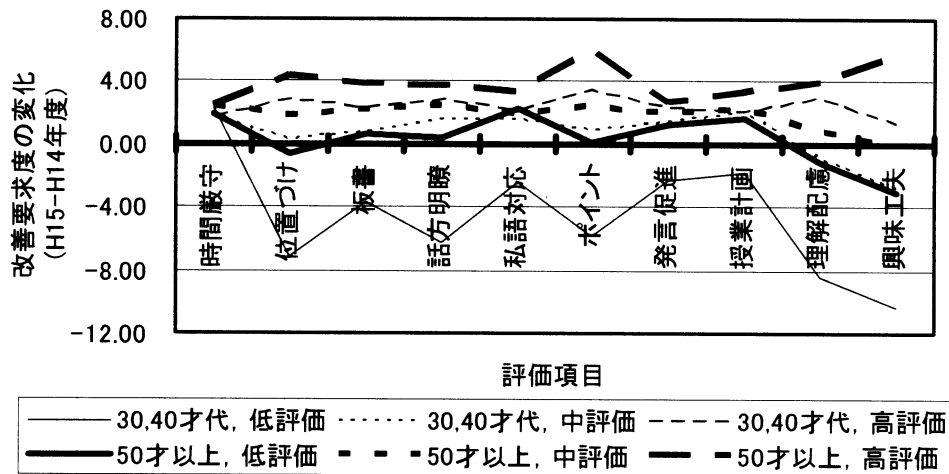 改善要求度の変化
(H15-H14年度)
8.00
4.00
0.00
-4.00
-8.00
-12.00
時間厳守
位置づけ
板書
話方明瞭
私語対応
ポイント
発言促進
授業計画
理解配慮
興味工夫
評価項目
30,40才代, 低評価 30,40才代, 中評価 30,40才代, 高評価
50才以上, 低評価 50才以上, 中評価 50才以上, 高評価